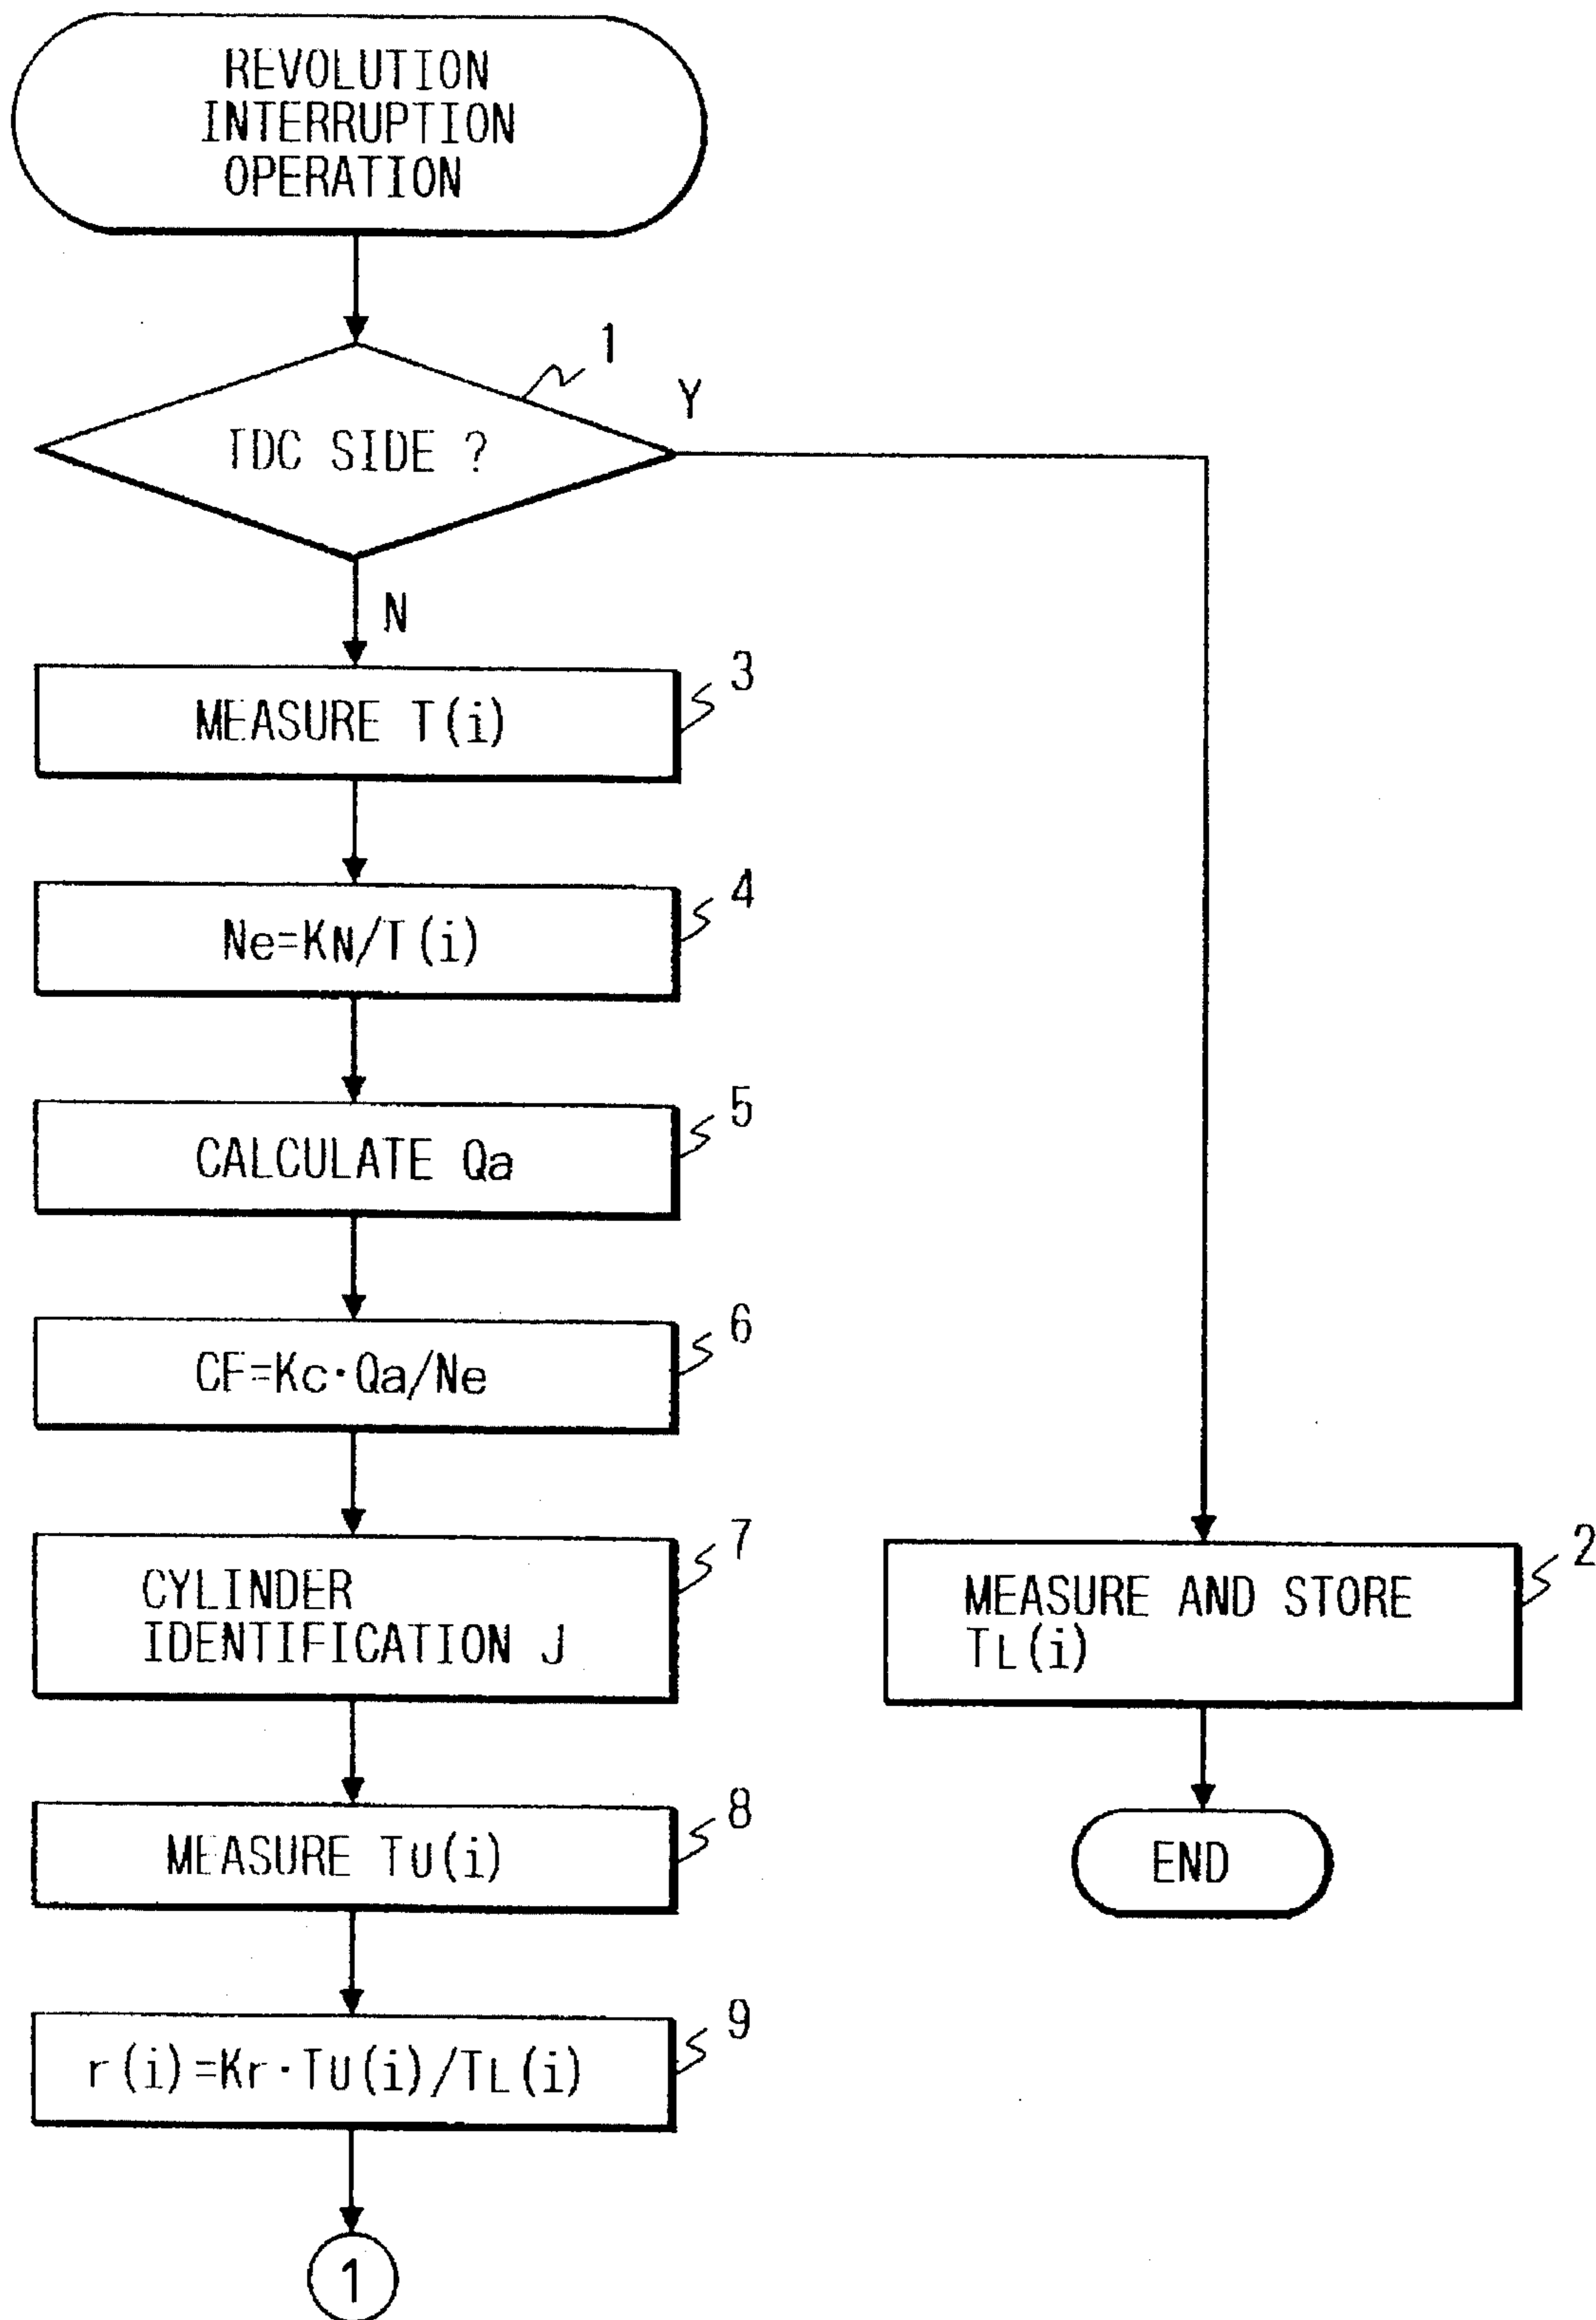 REVOLUTION
INTERRUPTION
OPERATION
1
TDC SIDE ?
Y
N
3
MEASURE T(i)
4
Ne=KN/T(i)
5
CALCULATE Qa
6
CF=Kc·Qa/Ne
7
CYLINDER
IDENTIFICATION J
2
MEASURE AND STORE
TL(i)
8
MEASURE TU(i)
END
9
r(i)=Kr·TU(i)/TL(i)
1